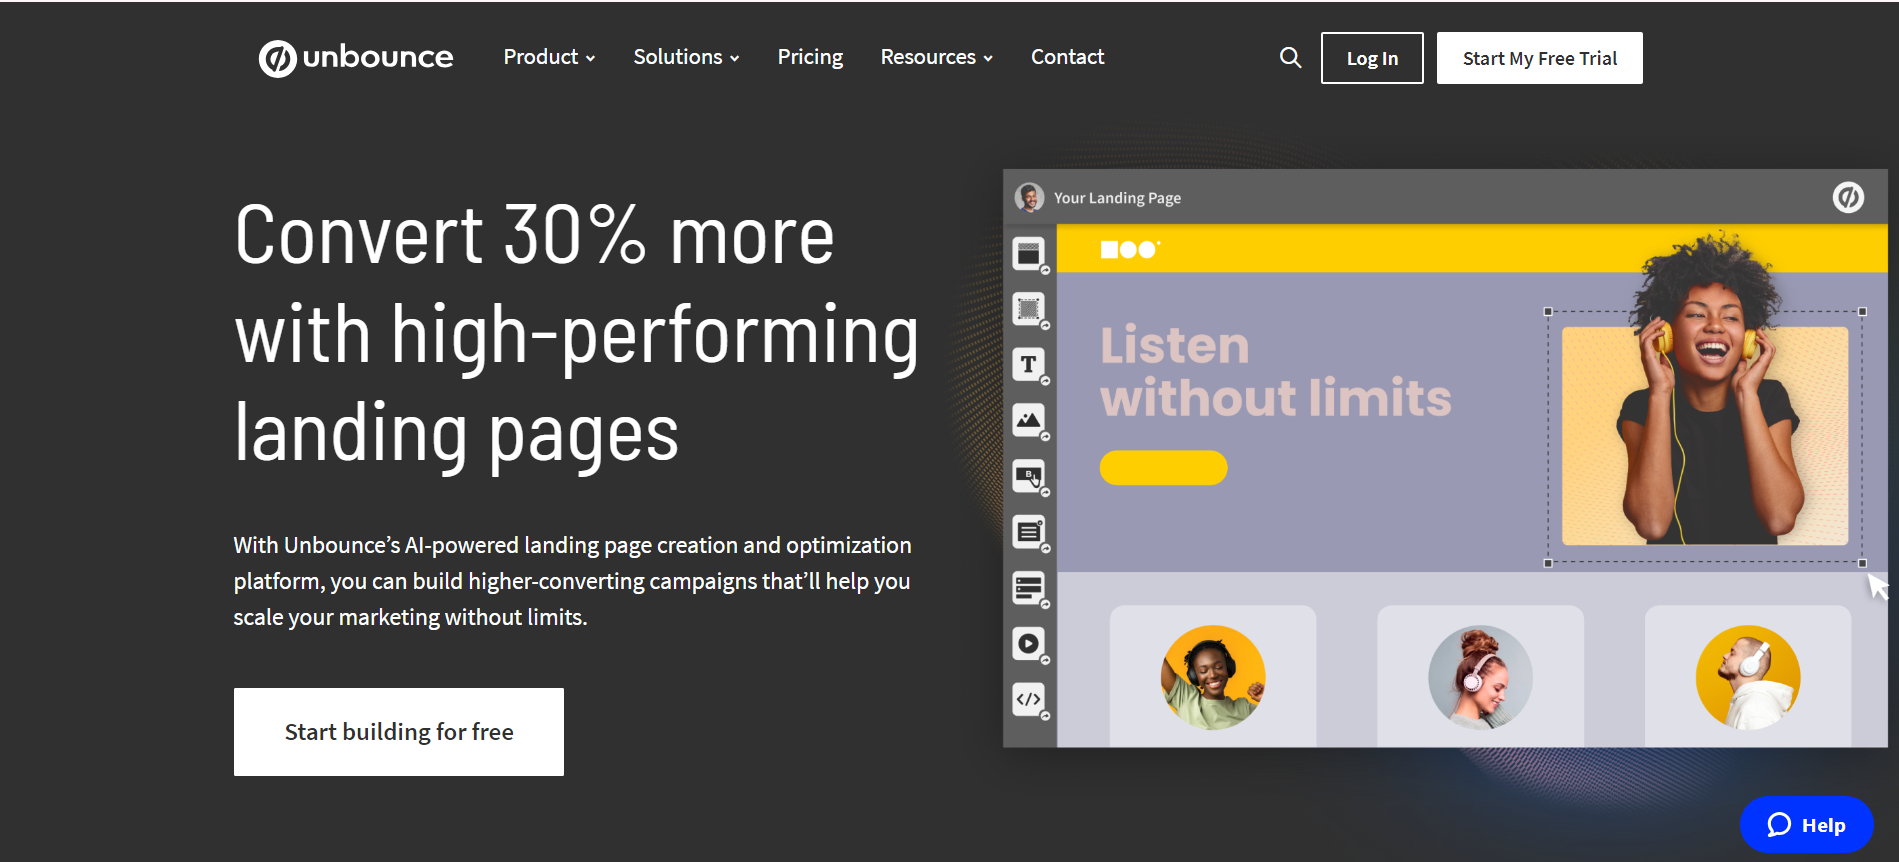 unbounce
Product
Solutions
Pricing
Resources
Contact
Log In
Start My Free Trial
Convert 30% more
with high-performing
landing pages
With Unbounce’s AI-powered landing page creation and optimization
platform, you can build higher-converting campaigns that’ll help you
scale your marketing without limits.
Start building for free
Your Landing Page
Listen
without limits
T
B
</>
Help